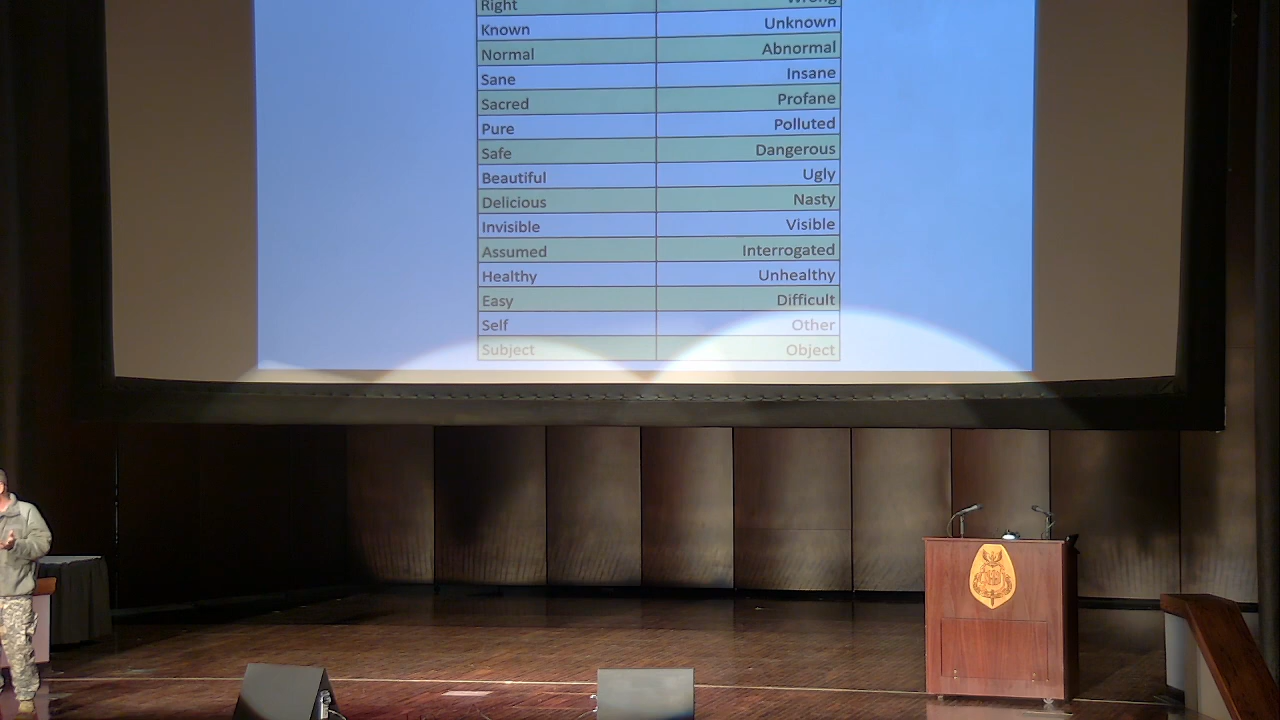 Right Wrong
Known Unknown
Normal Abnormal
Sane Insane
Sacred Profane
Pure Polluted
Safe Dangerous
Beautiful Ugly
Delicious Nasty
Invisible Visible
Assumed Interrogated
Healthy Unhealthy
Easy Difficult
Self Other
Subject Object